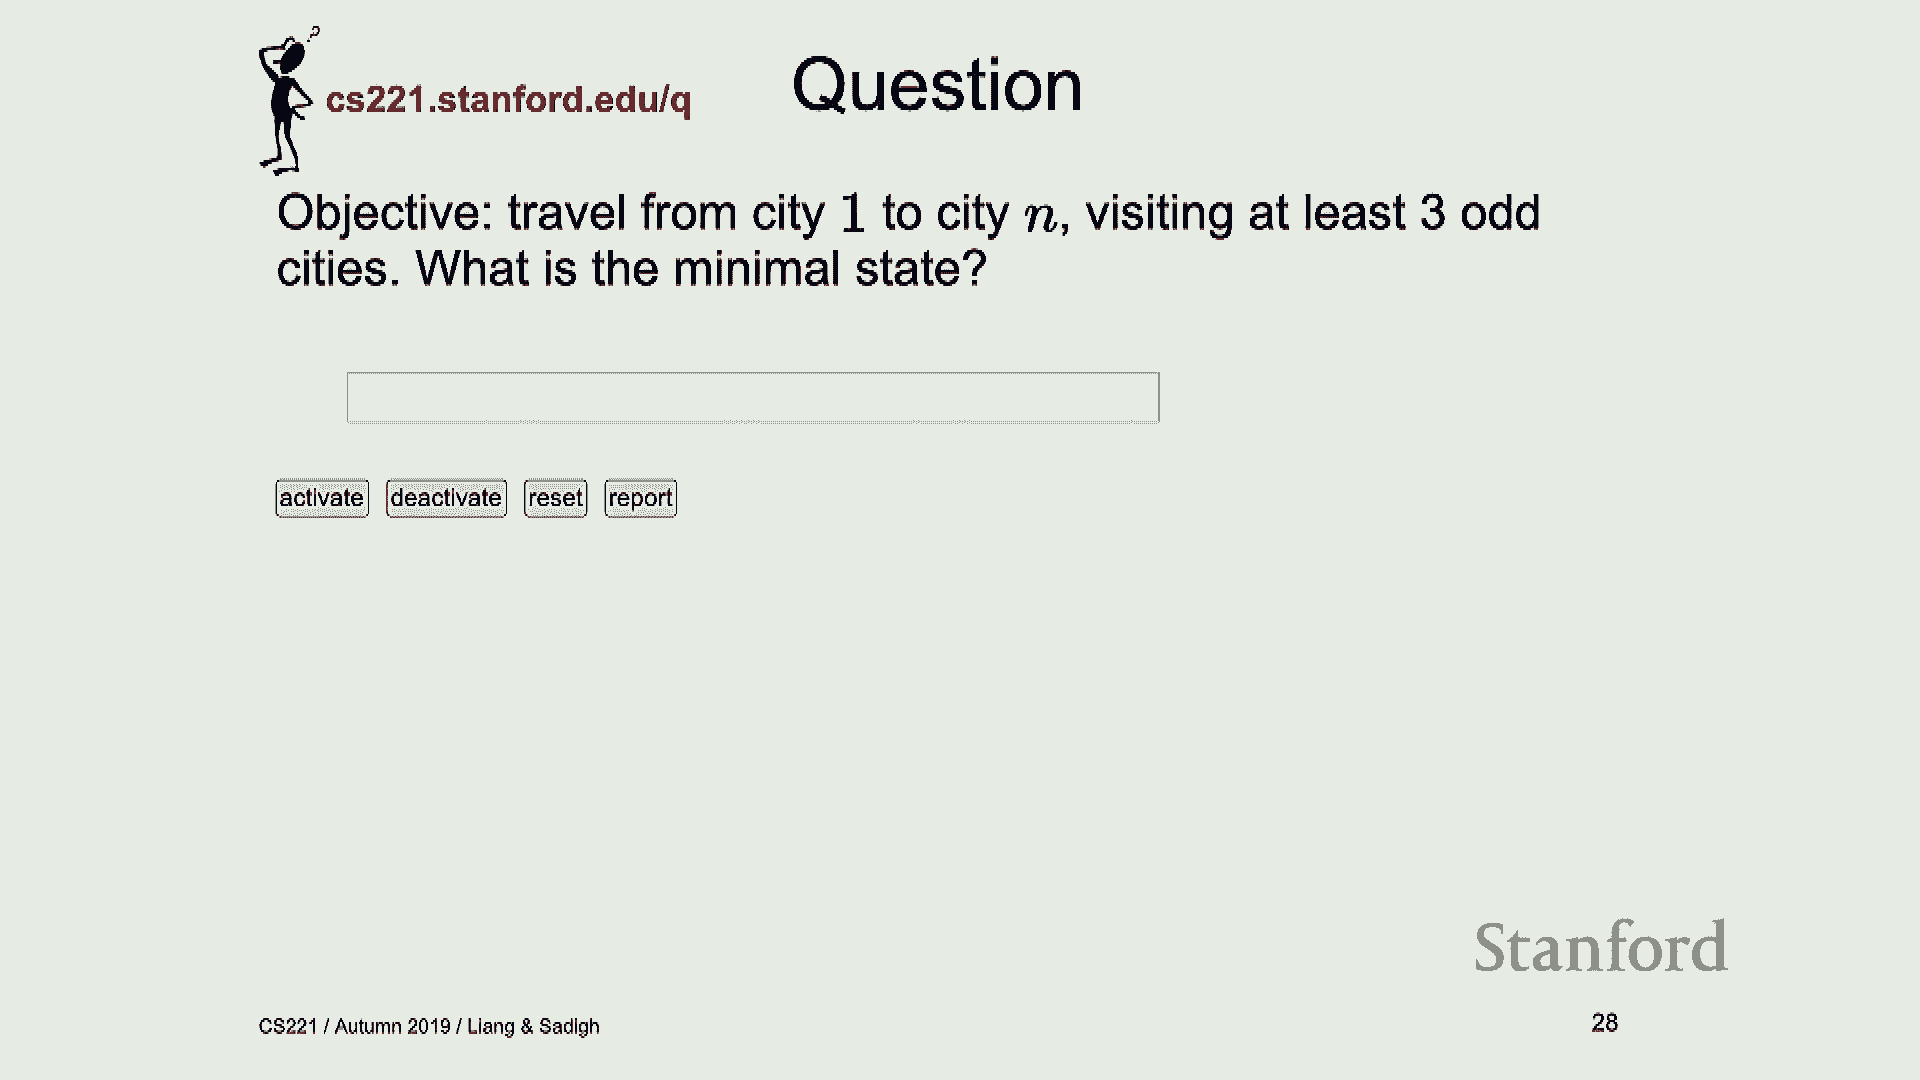 ?
cs221.stanford.edu/q
Question
Objective: travel from city 1 to city n, visiting at least 3 odd
cities. What is the minimal state?
activate deactivate reset report
Stanford
CS221 / Autumn 2019 / Liang & Sadigh
28